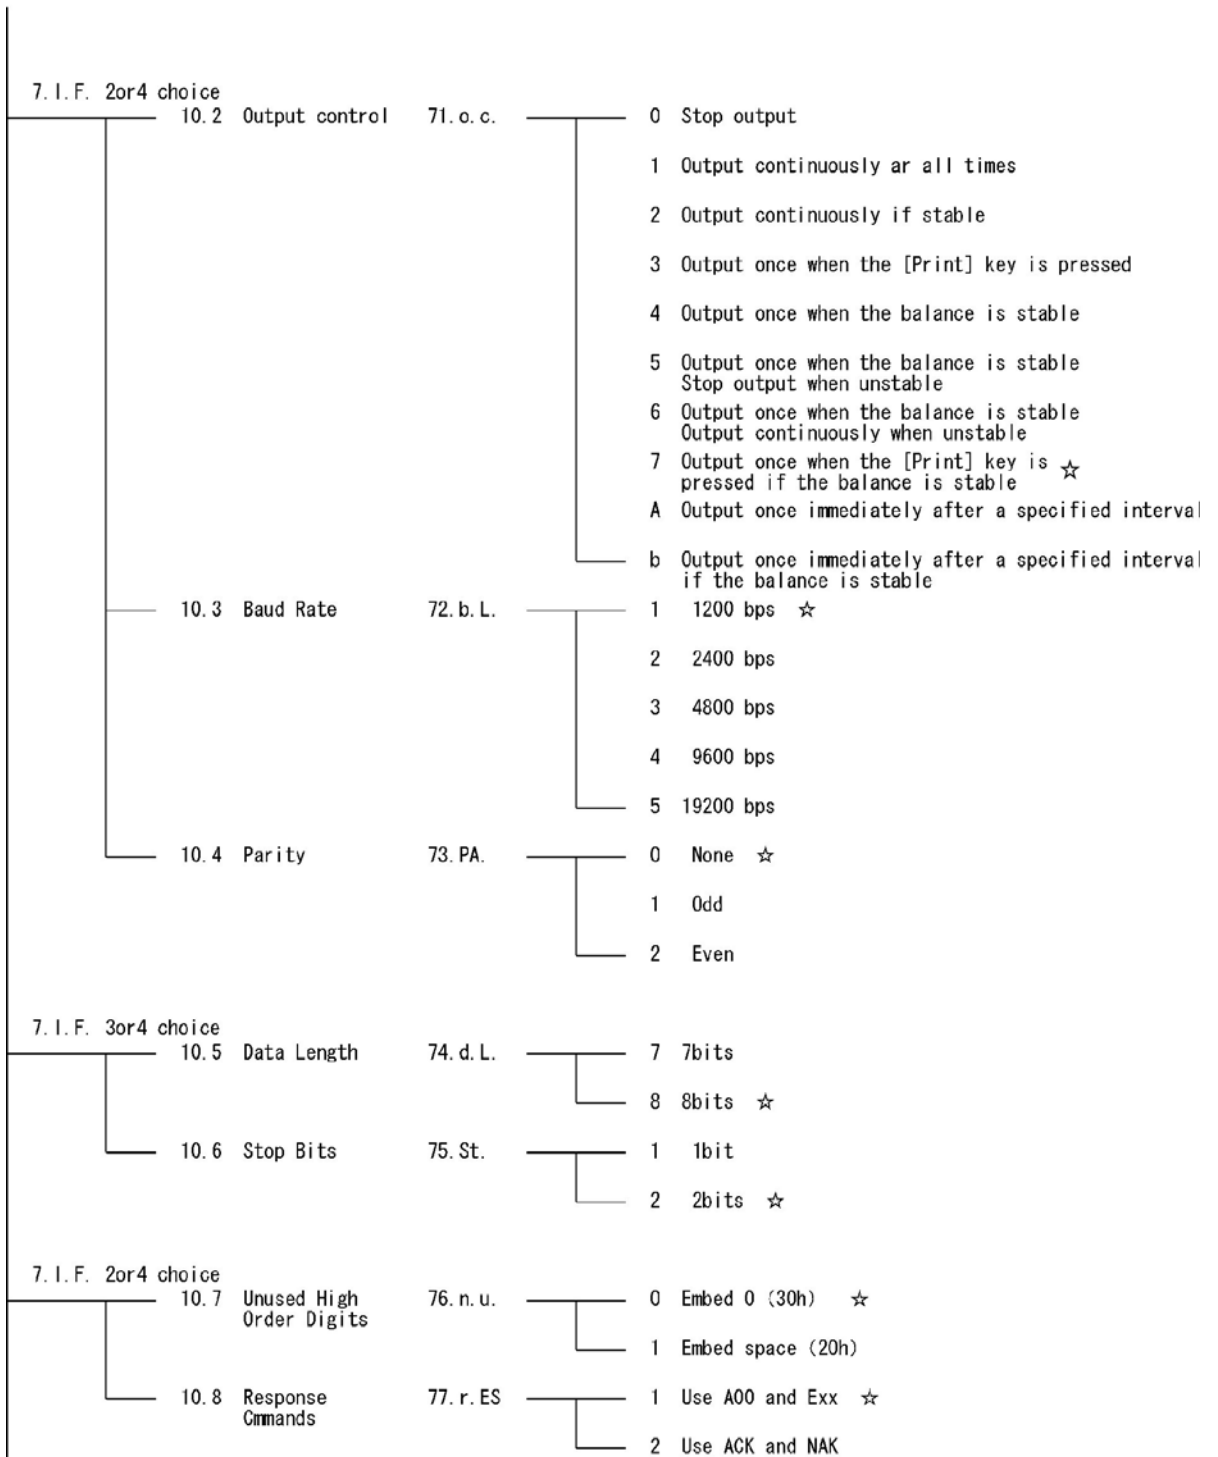 7.I.F. 2or4 choice
10.2 Output control 71.o.c. 0 Stop output
1 Output continuously ar all times
2 Output continuously if stable
3 Output once when the [Print] key is pressed
4 Output once when the balance is stable
5 Output once when the balance is stable
Stop output when unstable
6 Output once when the balance is stable
Output continuously when unstable
7 Output once when the [Print] key is ☆
pressed if the balance is stable
A Output once immediately after a specified interval
b Output once immediately after a specified interval
if the balance is stable
10.3 Baud Rate 72.b.L. 1 1200 bps ☆
2 2400 bps
3 4800 bps
4 9600 bps
5 19200 bps
10.4 Parity 73.PA. 0 None ☆
1 Odd
2 Even
7.I.F. 3or4 choice
10.5 Data Length 74.d.L. 7 7bits
8 8bits ☆
10.6 Stop Bits 75.St. 1 1bit
2 2bits ☆
7.I.F. 2or4 choice
10.7 Unused High 76.n.u. 0 Embed 0 (30h) ☆
Order Digits
1 Embed space (20h)
10.8 Response 77.r.ES 1 Use A00 and Exx ☆
Cmmands
2 Use ACK and NAK